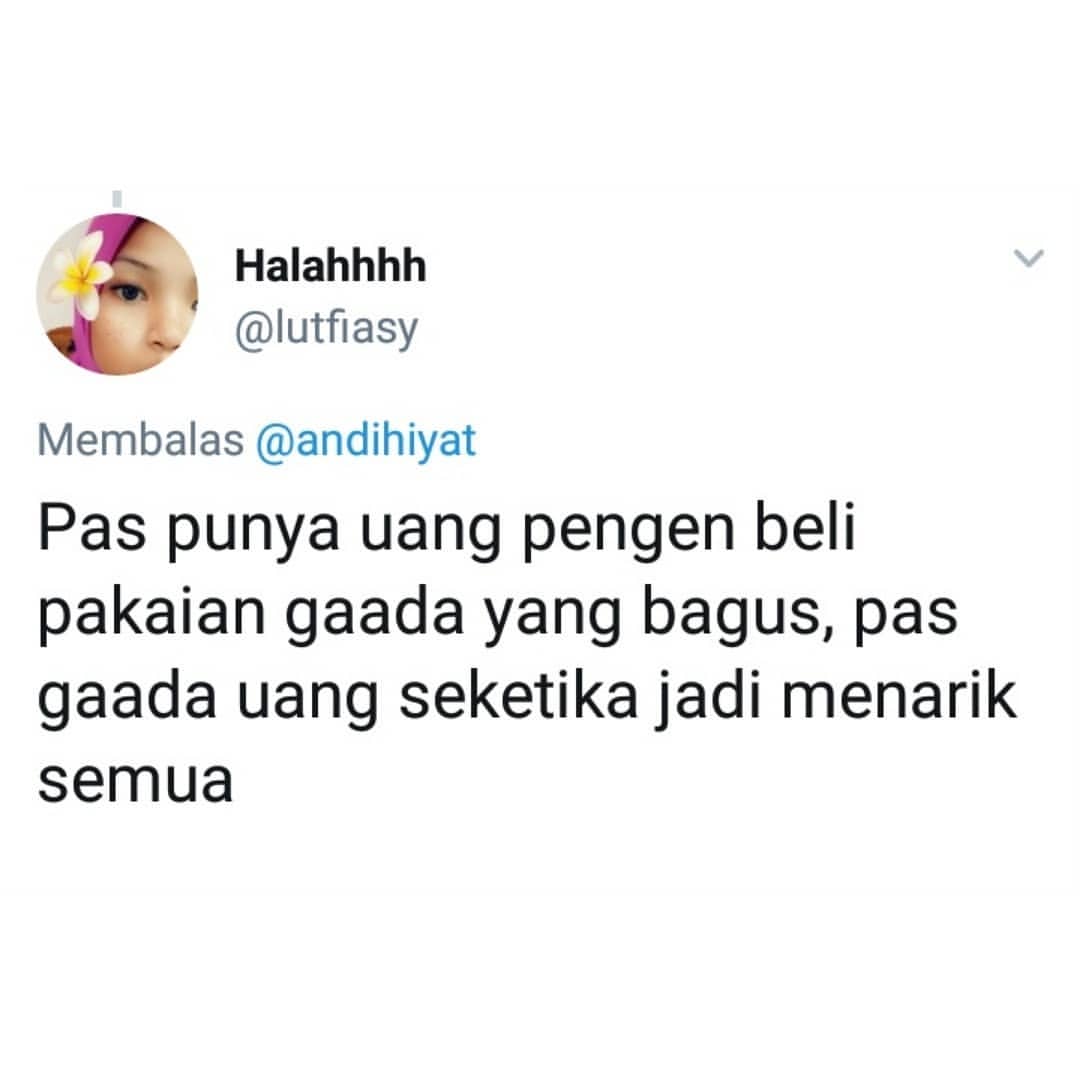 Halahhhh
@lutfiasy
Membalas @andihiyat
Pas punya uang pengen beli
pakaian gaada yang bagus, pas
gaada uang seketika jadi menarik
semua